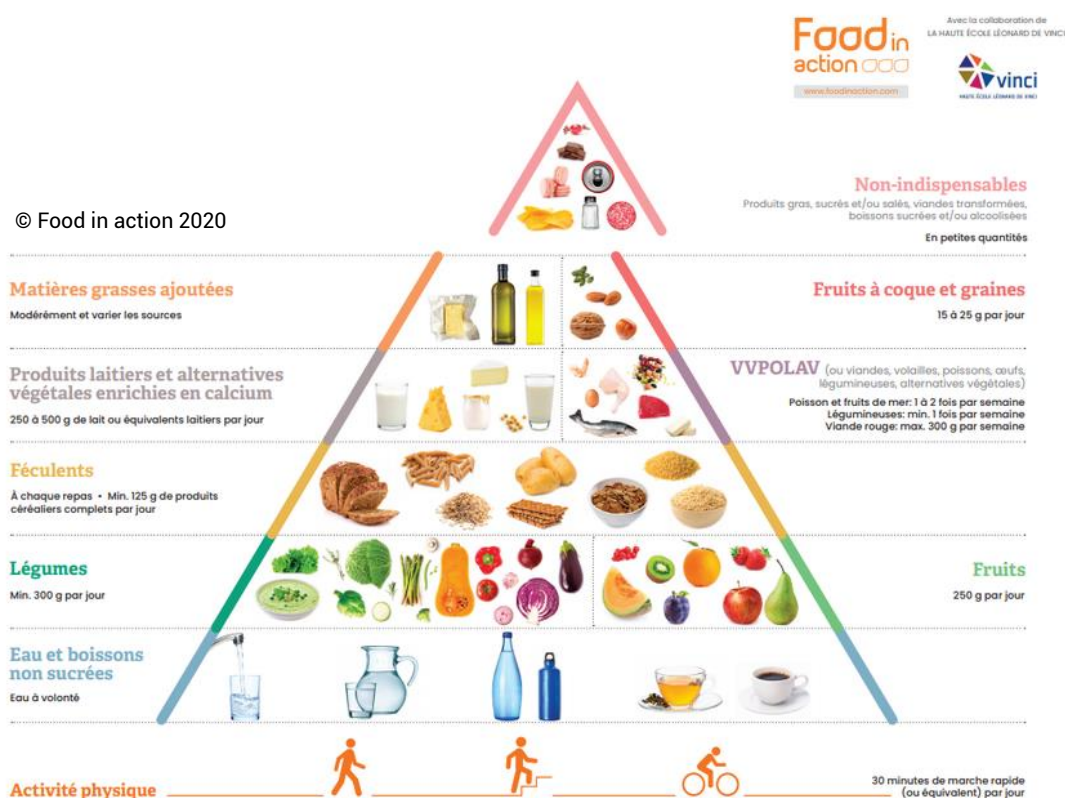 Food in
action
www.foodinaction.com
Avec la collaboration de
LA HAUTE ÉCOLE LÉONARD DE VINCI
vinci
HAUTE ÉCOLE LÉONARD DE VINCI
© Food in action 2020
Non-indispensables
Produits gras, sucrés et/ou salés, viandes transformées,
boissons sucrées et/ou alcoolisées
En petites quantités
Matières grasses ajoutées
Modérément et varier les sources
Fruits à coque et graines
15 à 25 g par jour
Produits laitiers et alternatives
végétales enrichies en calcium
250 à 500 g de lait ou équivalents laitiers par jour
VVPOLAV (ou viandes, volailles, poissons, œufs,
légumineuses, alternatives végétales)
Poisson et fruits de mer: 1 à 2 fois par semaine
Légumineuses: min. 1 fois par semaine
Viande rouge: max. 300 g par semaine
Féculents
À chaque repas • Min. 125 g de produits
céréaliers complets par jour
Légumes
Min. 300 g par jour
Fruits
250 g par jour
Eau et boissons
non sucrées
Eau à volonté
Activité physique
30 minutes de marche rapide
(ou équivalent) par jour